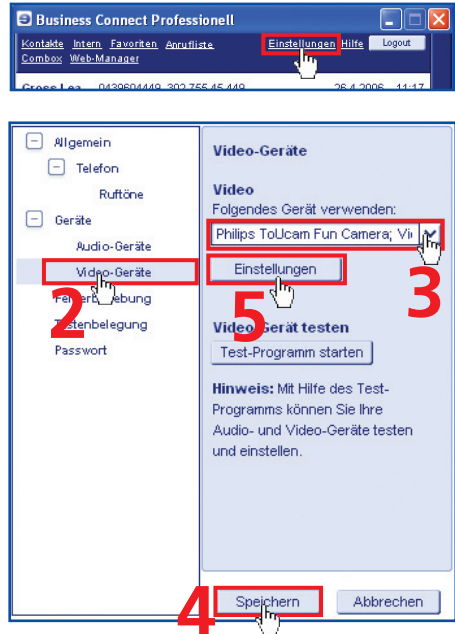 Business Connect Professionell
Kontakte Intern Favoriten Anrufliste Einstellungen Hilfe Logout
Combox Web-Manager
Gross Lea 0439604449 302 755 45 449 26.4.2006 11:17
Allgemein
Telefon
Ruftöne
Geräte
Audio-Geräte
Video-Geräte
2
Tastenbelegung
Passwort
Video-Geräte
Video
Folgendes Gerät verwenden:
Philips ToUcam Fun Camera; Vi
3
Einstellungen
5
Video-Gerät testen
Test-Programm starten
Hinweis: Mit Hilfe des Test-
Programms können Sie Ihre
Audio- und Video-Geräte testen
und einstellen.
4
Speichern Abbrechen